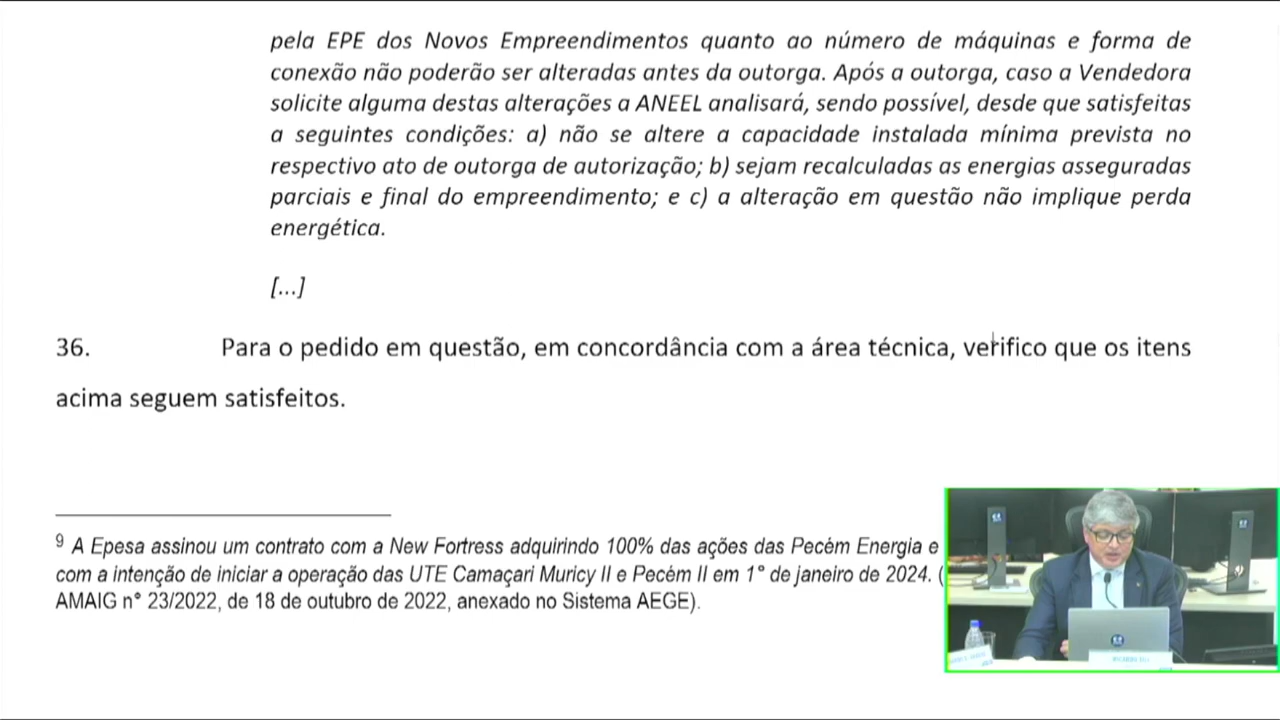 pela EPE dos Novos Empreendimentos quanto ao número de máquinas e forma de
conexão não poderão ser alteradas antes da outorga. Após a outorga, caso a Vendedora
solicite alguma destas alterações a ANEEL analisará, sendo possível, desde que satisfeitas
a seguintes condições: a) não se altere a capacidade instalada mínima prevista no
respectivo ato de outorga de autorização; b) sejam recalculadas as energias asseguradas
parciais e final do empreendimento; e c) a alteração em questão não implique perda
energética.
[...]
36. Para o pedido em questão, em concordância com a área técnica, verifico que os itens
acima seguem satisfeitos.
9 A Epesa assinou um contrato com a New Fortress adquirindo 100% das ações das Pecém Energia e
com a intenção de iniciar a operação das UTE Camaçari Muricy II e Pecém II em 1° de janeiro de 2024. (
AMAIG n° 23/2022, de 18 de outubro de 2022, anexado no Sistema AEGE).